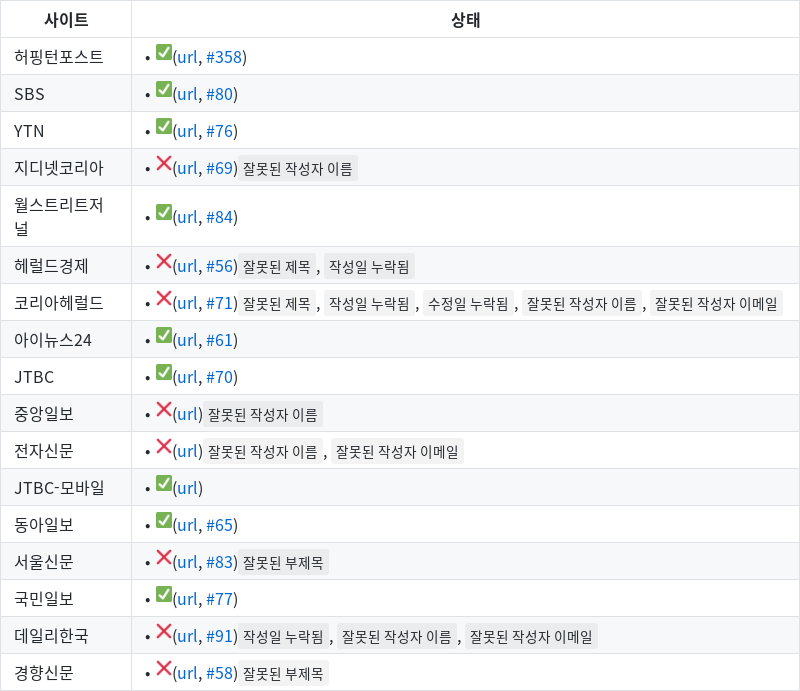 사이트 상태
허핑턴포스트 • ✅(url, #358)
SBS • ✅(url, #80)
YTN • ✅(url, #76)
지디넷코리아 • ❌(url, #69) 잘못된 작성자 이름
월스트리트저
널 • ✅(url, #84)
헤럴드경제 • ❌(url, #56) 잘못된 제목 , 작성일 누락됨
코리아헤럴드 • ❌(url, #71) 잘못된 제목 , 작성일 누락됨 , 수정일 누락됨 , 잘못된 작성자 이름 , 잘못된 작성자 이메일
아이뉴스24 • ✅(url, #61)
JTBC • ✅(url, #70)
중앙일보 • ❌(url) 잘못된 작성자 이름
전자신문 • ❌(url) 잘못된 작성자 이름 , 잘못된 작성자 이메일
JTBC-모바일 • ✅(url)
동아일보 • ✅(url, #65)
서울신문 • ❌(url, #83) 잘못된 부제목
국민일보 • ✅(url, #77)
데일리한국 • ❌(url, #91) 작성일 누락됨 , 잘못된 작성자 이름 , 잘못된 작성자 이메일
경향신문 • ❌(url, #58) 잘못된 부제목